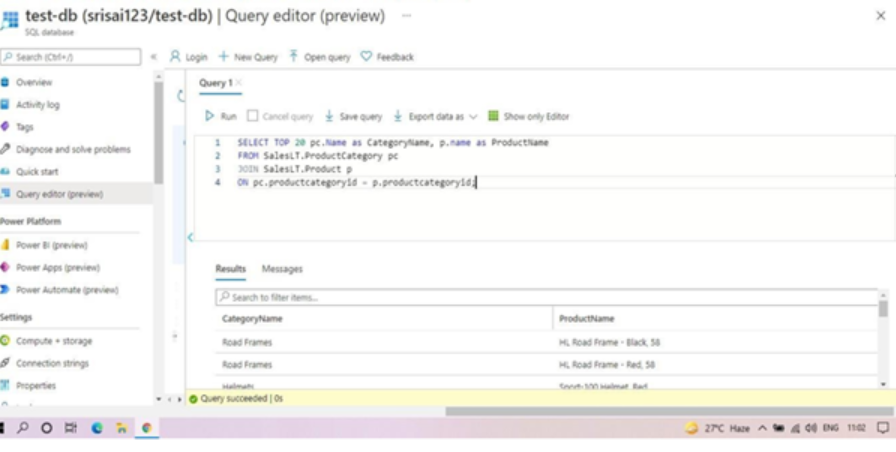 test-db (srisai123/test-db) | Query editor (preview) ...
SQL database
Search (Ctrl+/)
«
Login
New Query
Open query
Feedback
Overview
Activity log
Tags
Diagnose and solve problems
Quick start
Query editor (preview)
Power Platform
Power BI (preview)
Power Apps (preview)
Power Automate (preview)
Settings
Compute + storage
Connection strings
Properties
Query 1
Run
Cancel query
Save query
Export data as
Show only Editor
1 SELECT TOP 20 pc.Name as CategoryName, p.name as ProductName
2 FROM SalesLT.ProductCategory pc
3 JOIN SalesLT.Product p
4 ON pc.productcategoryid = p.productcategoryid;
Results Messages
Search to filter items...
CategoryName ProductName
Road Frames HL Road Frame - Black, 58
Road Frames HL Road Frame - Red, 58
Helmets Sport-100 Helmet, Red
Query succeeded | 0s
27°C Haze ENG 11:02